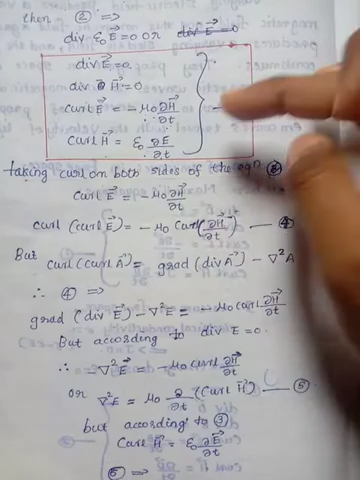 then ② ⇒
div ε₀E⃗ = 0 or div E⃗ = 0
div E⃗ = 0.
div H⃗ = 0
curl E⃗ = -μ₀ ∂H⃗/∂t
curl H⃗ = ε₀ ∂E⃗/∂t
taking curl on both sides of the eqn ③
curl E⃗ = -μ₀ ∂H⃗/∂t
curl (curl E⃗) = -μ₀ curl (∂H⃗/∂t) — ④
But curl (curl A⃗) = grad (div A⃗) - ∇²A
∴ ④ ⇒
grad (div E⃗) - ∇²E = -μ₀ curl ∂H⃗/∂t
But according to div E = 0.
∴ -∇²E⃗ = -μ₀ curl ∂H⃗/∂t
or ∇²E = μ₀ ∂/∂t (curl H⃗) — ⑤
but according to ③
curl H⃗ = ε₀ ∂E⃗/∂t
⑤ ⇒